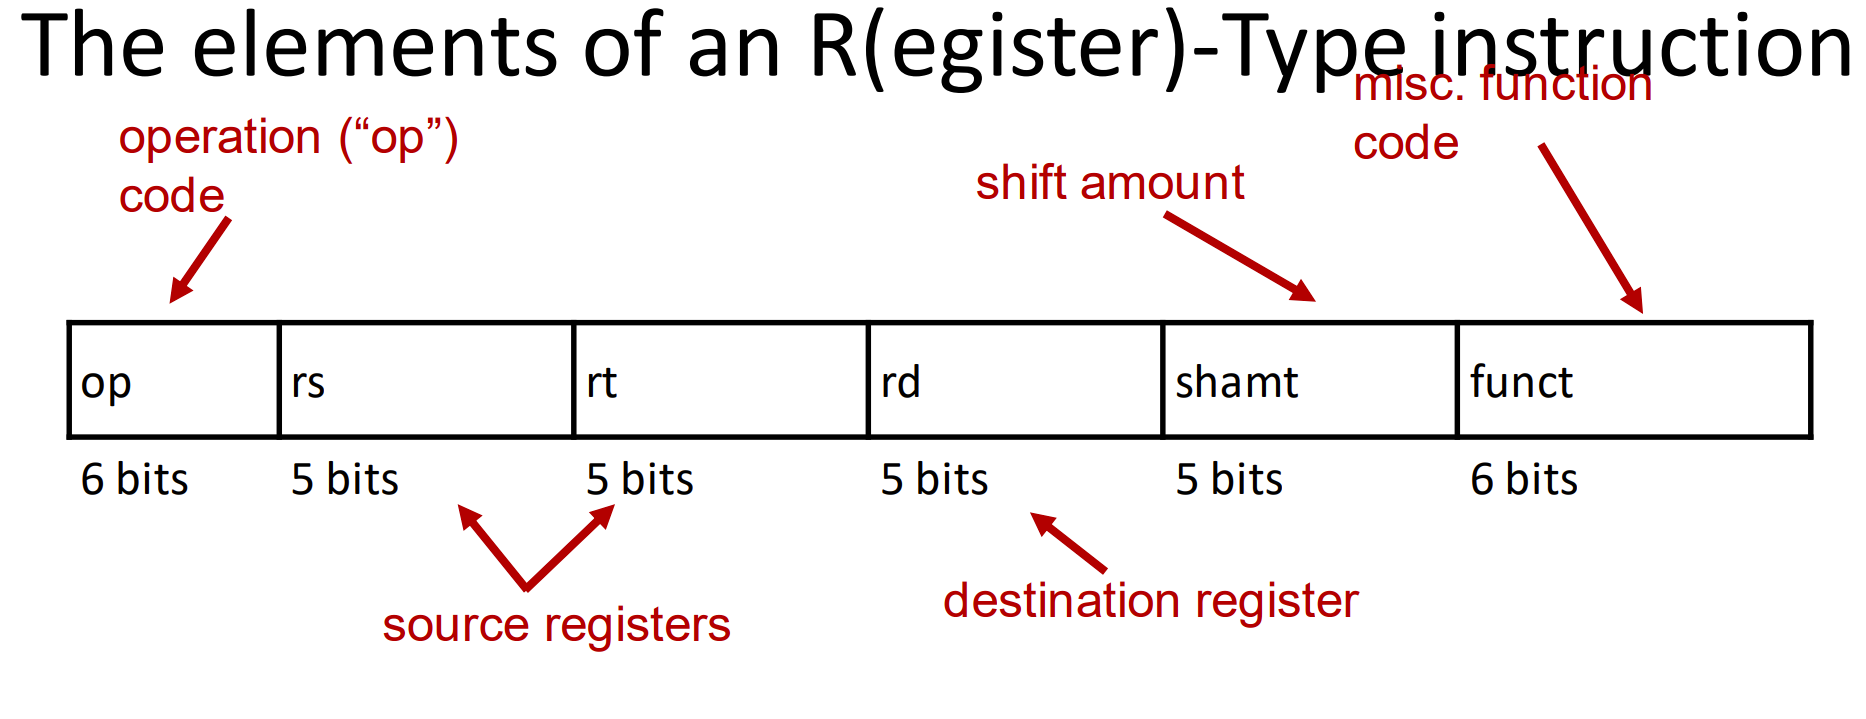 The elements of an R(egister)-Type instruction
misc. function
code
operation (“op”)
code
shift amount
op rs rt rd shamt funct
6 bits 5 bits 5 bits 5 bits 5 bits 6 bits
source registers
destination register